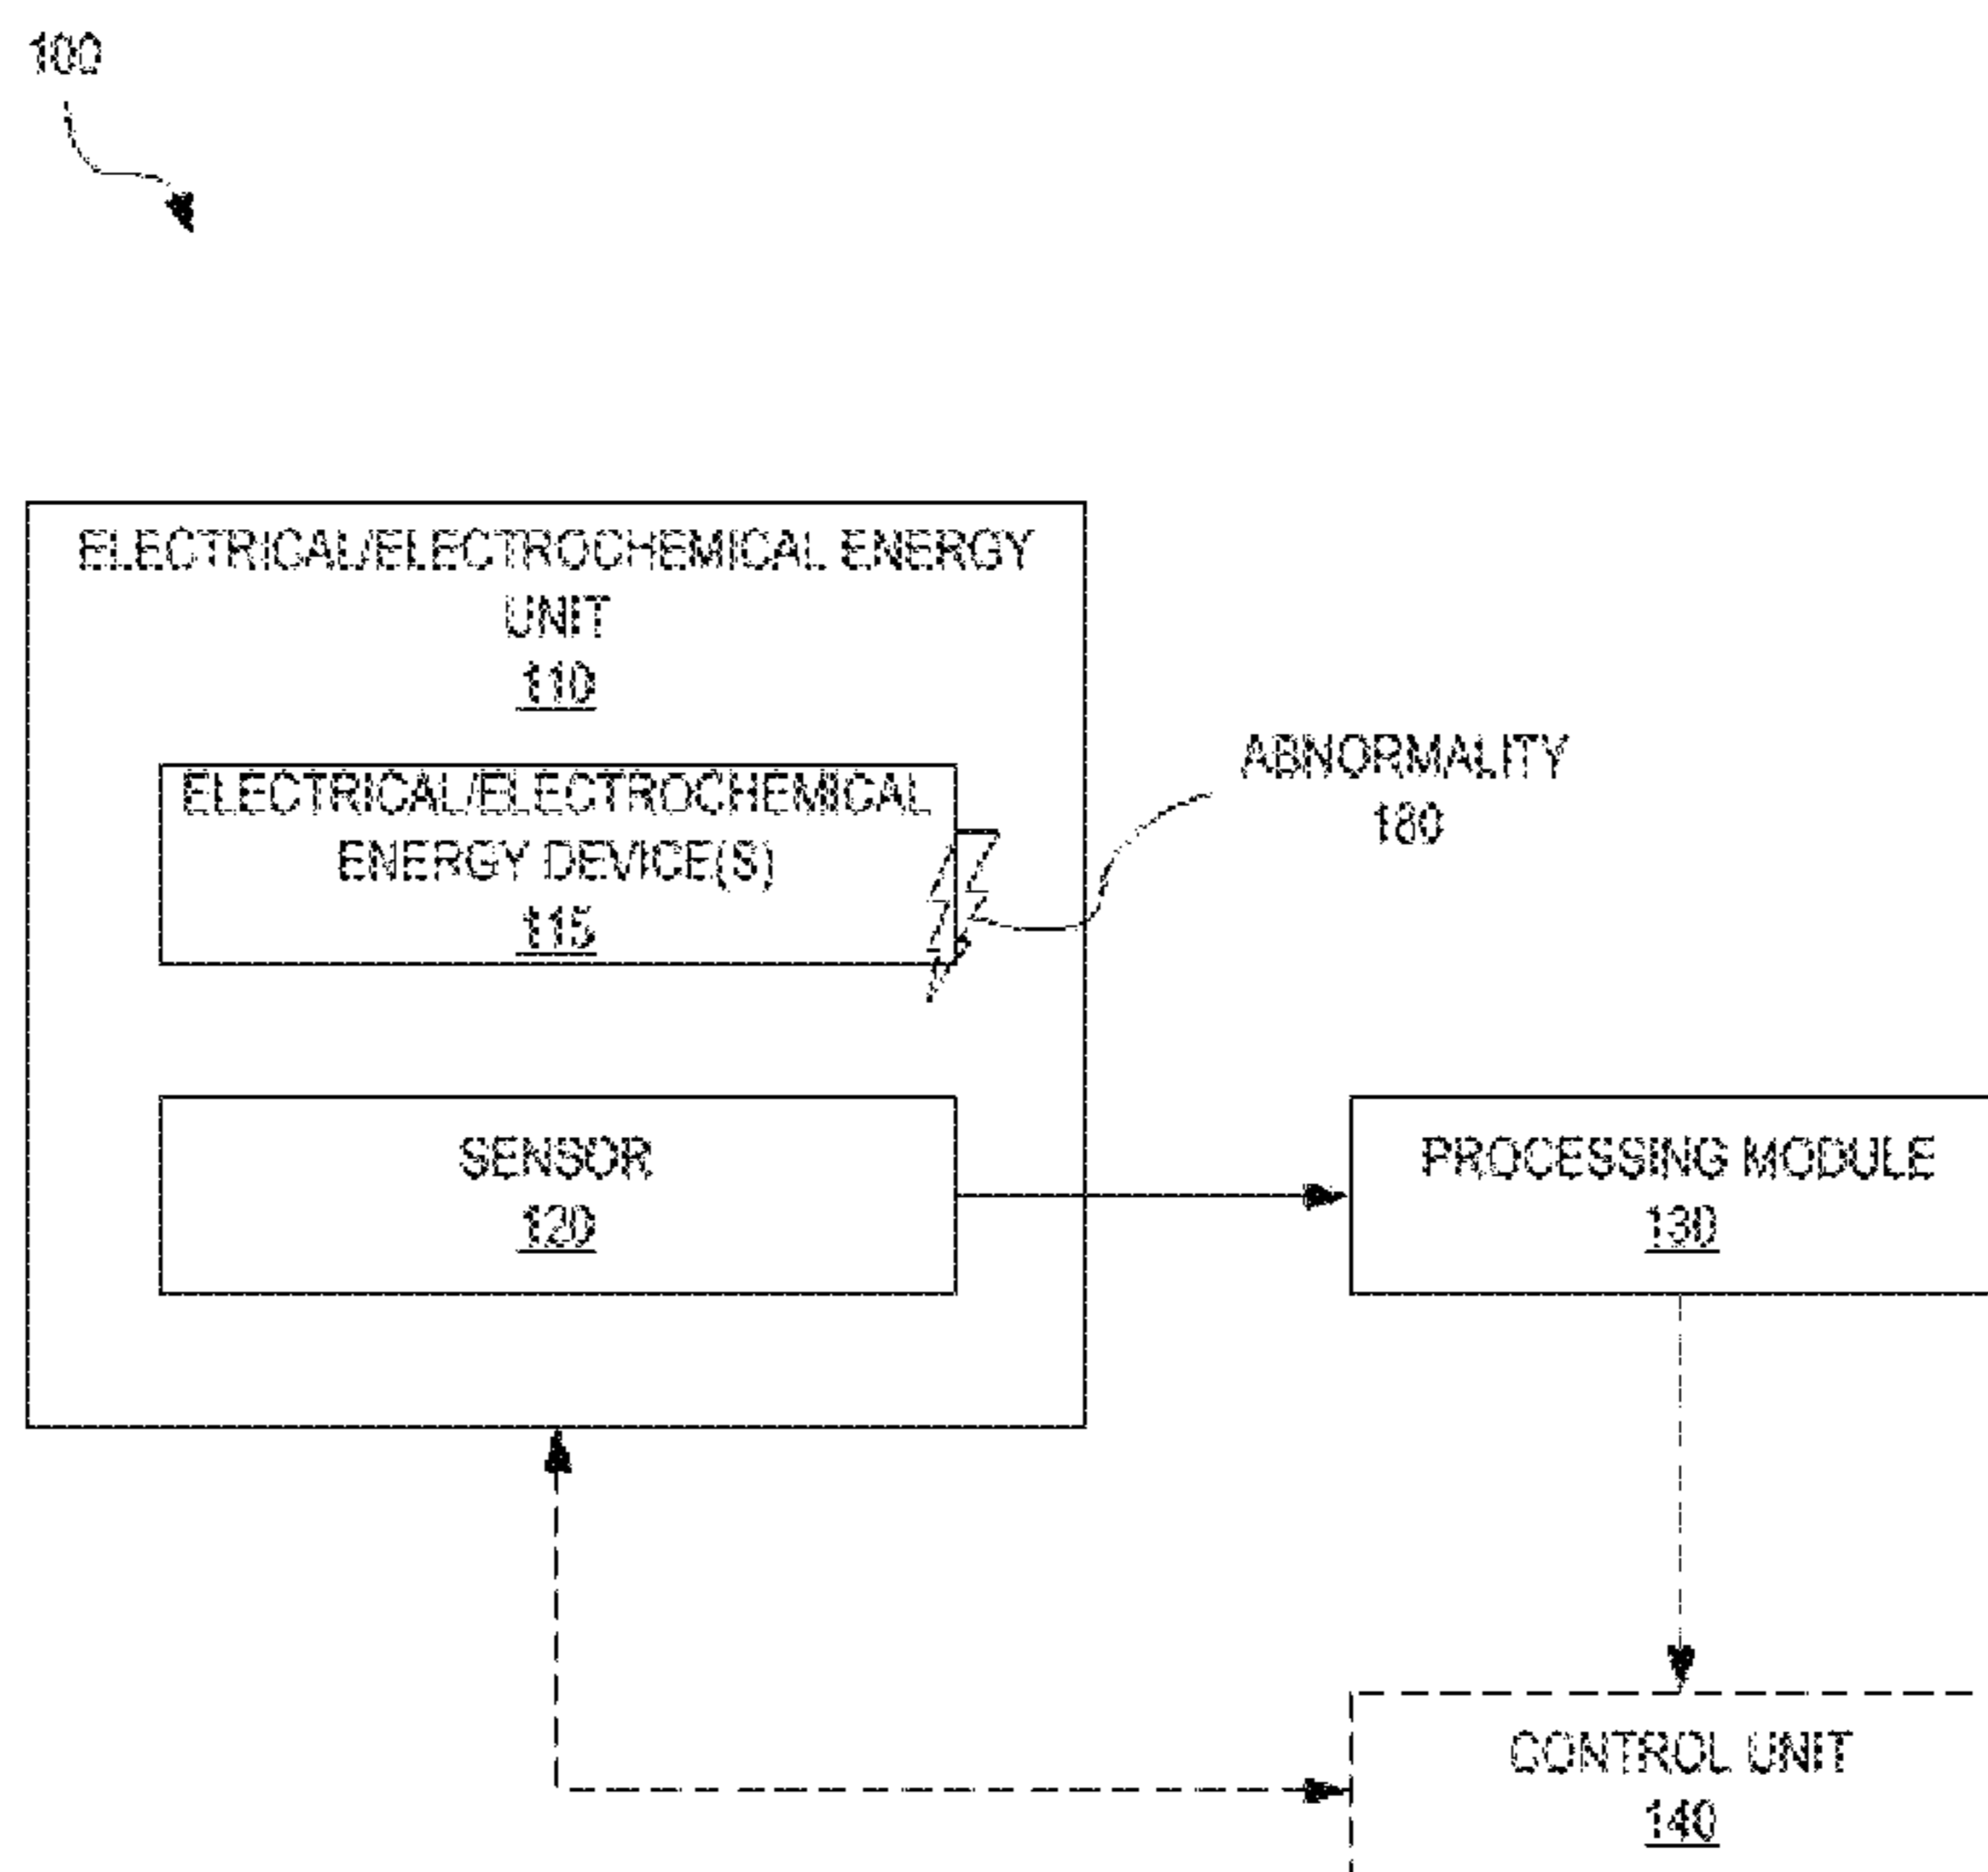 100
ELECTRICAL/ELECTROCHEMICAL ENERGY
UNIT
110
ELECTRICAL/ELECTROCHEMICAL
ENERGY DEVICE(S)
115
ABNORMALITY
180
SENSOR
120
PROCESSING MODULE
130
CONTROL UNIT
140